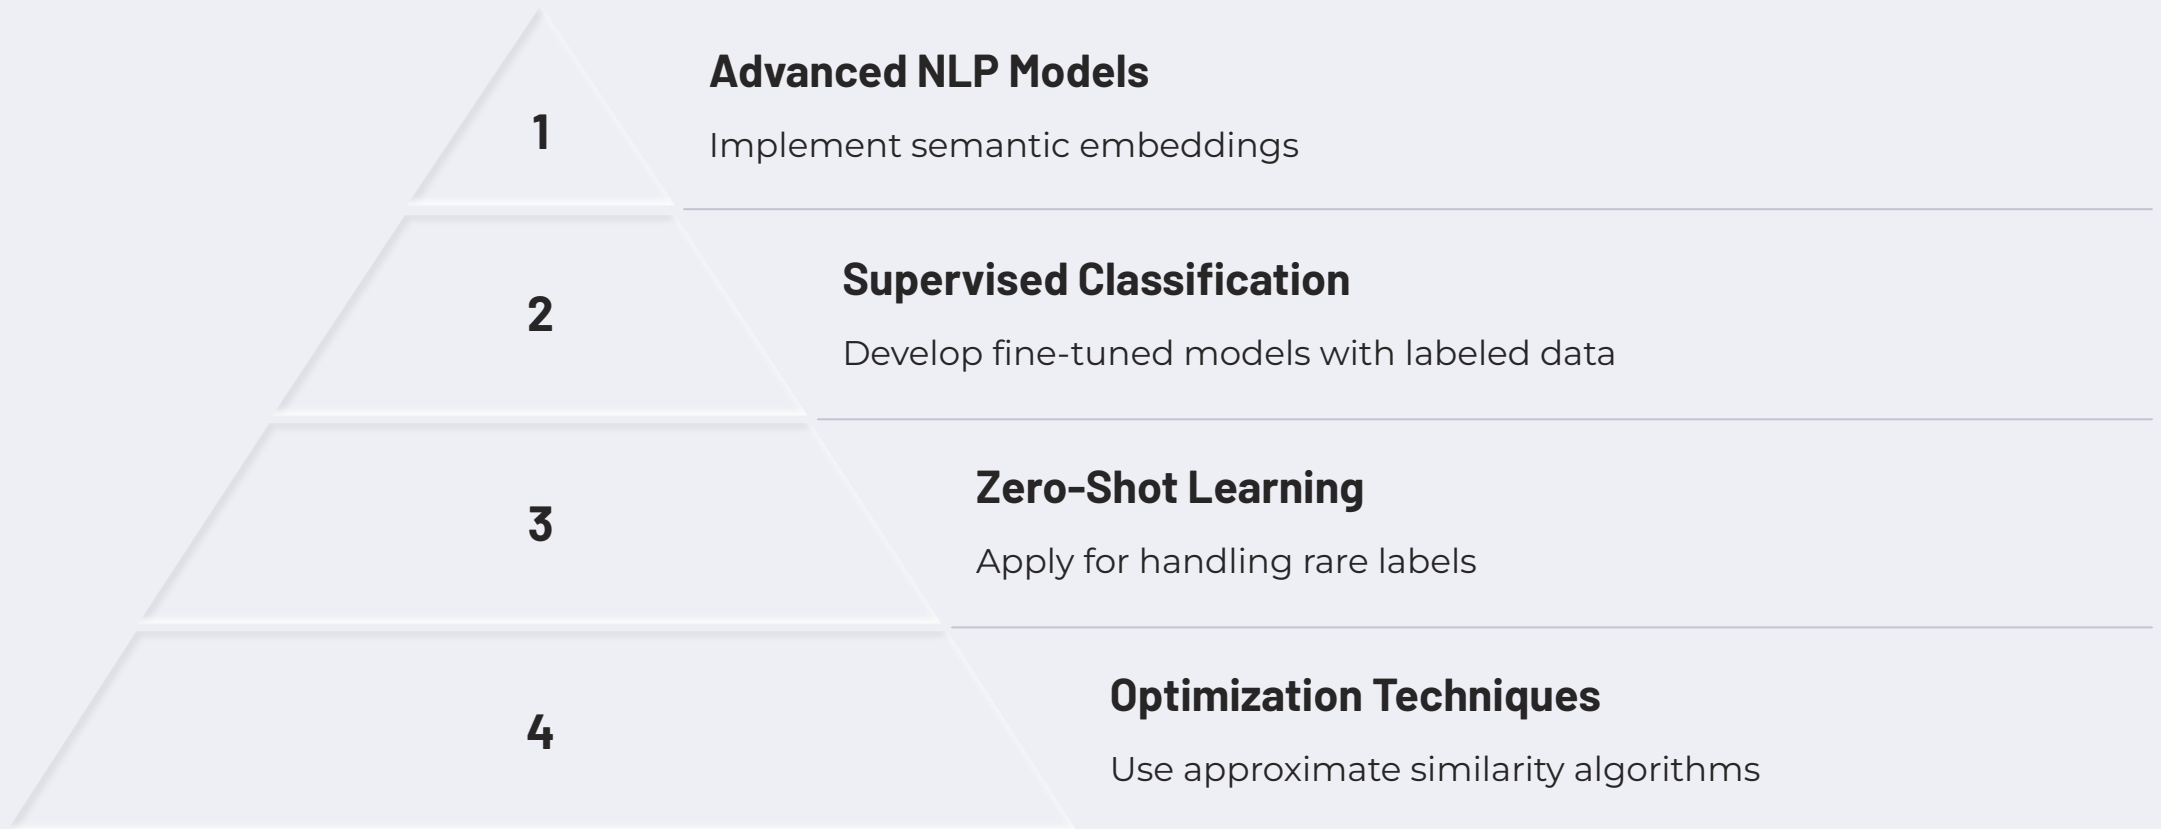 1
Advanced NLP Models
Implement semantic embeddings
2
Supervised Classification
Develop fine-tuned models with labeled data
3
Zero-Shot Learning
Apply for handling rare labels
4
Optimization Techniques
Use approximate similarity algorithms